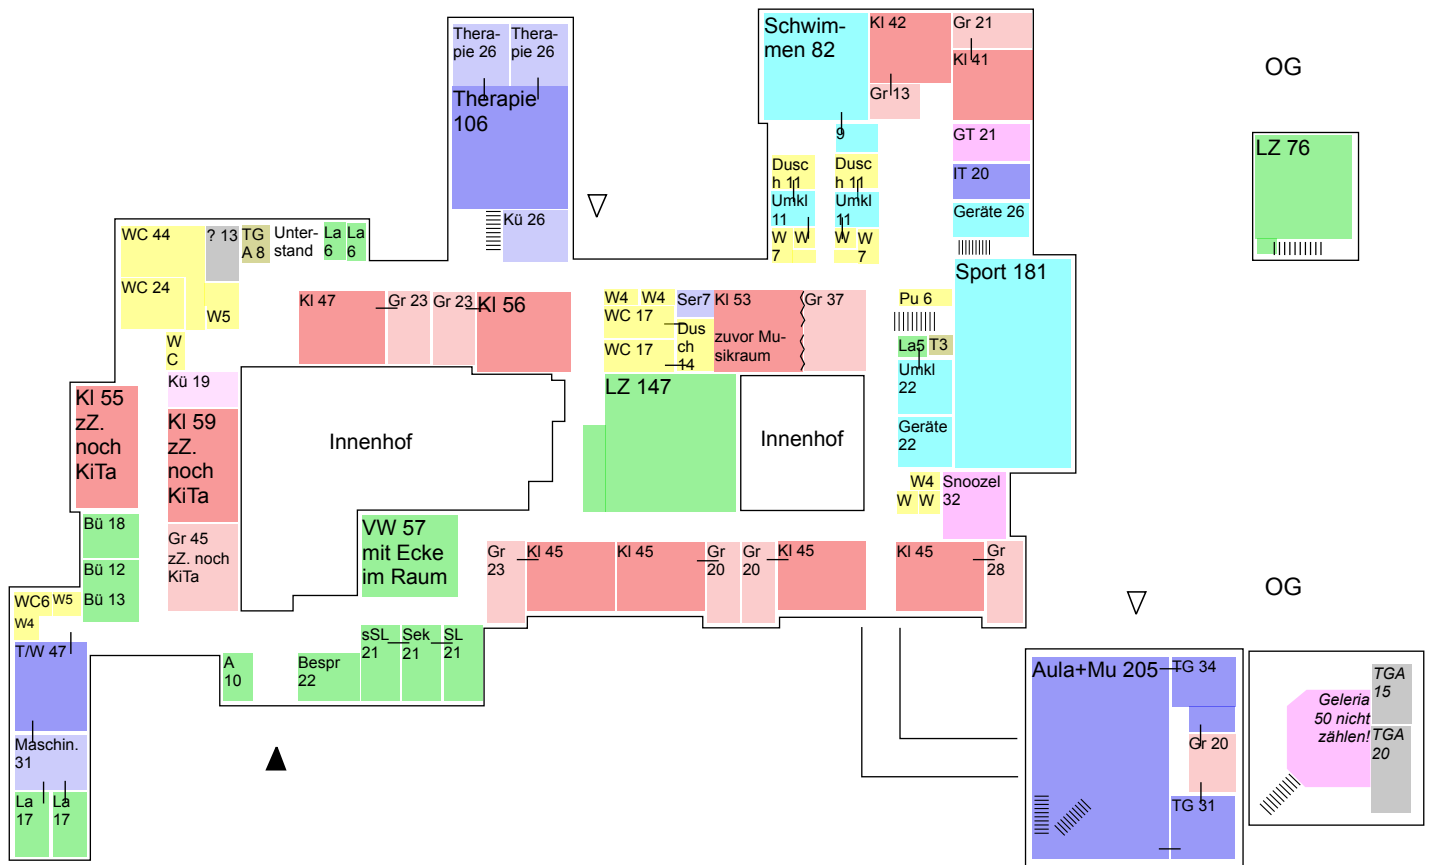 Thera-
pie 26
Thera-
pie 26
Therapie
106
Kü 26
Schwim-
men 82
Kl 42
Gr 21
Kl 41
Gr 13
9
GT 21
IT 20
Geräte 26
Dusc
h 11
Dusc
h 11
Umkl
11
Umkl
11
W W
7
W W
7
OG
LZ 76
WC 44
? 13
TG
A 8
Unter-
stand
La
6
La
6
WC 24
W5
W
C
Kü 19
Kl 47
Gr 23
Gr 23
Kl 56
W4
W4
WC 17
WC 17
Ser7
Dus
ch
14
Kl 53
zuvor Mu-
sikraum
Gr 37
Sport 181
Pu 6
La5
T3
Umkl
22
Geräte
22
W4
W W
Snoozel
32
Kl 55
zZ.
noch
KiTa
Kl 59
zZ.
noch
KiTa
Gr 45
zZ. noch
KiTa
Innenhof
LZ 147
Innenhof
Bü 18
Bü 12
Bü 13
VW 57
mit Ecke
im Raum
Gr
23
Kl 45
Kl 45
Gr
20
Gr
20
Kl 45
Kl 45
Gr
28
OG
WC6
W5
W4
T/W 47
Maschin.
31
La
17
La
17
A
10
Bespr
22
sSL
21
Sek
21
SL
21
Aula+Mu 205
TG 34
Gr 20
TG 31
Geleria
50 nicht
zählen!
TGA
15
TGA
20